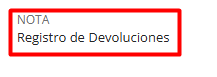 NOTA
Registro de Devoluciones